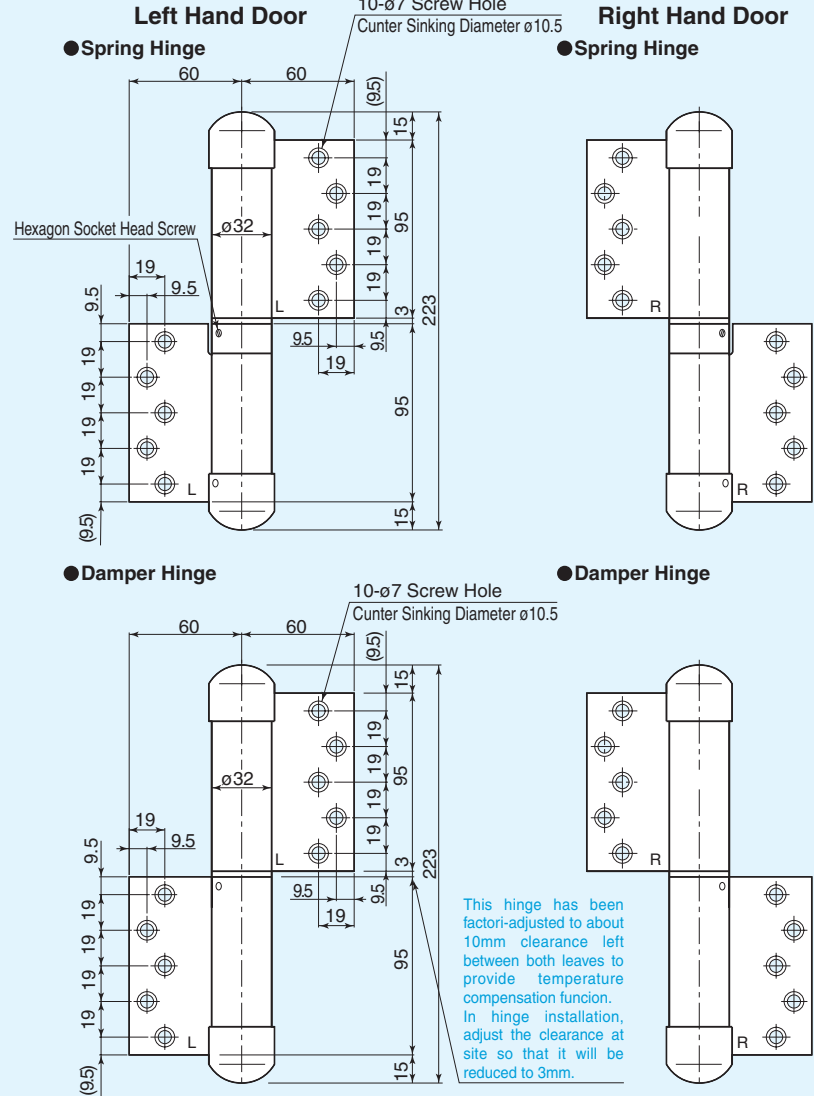 Left Hand Door
10-ø7 Screw Hole
Cunter Sinking Diameter ø10.5
Right Hand Door
●Spring Hinge
●Spring Hinge
60
60
(9.5)
15
19
19
19
19
95
3
223
ø32
Hexagon Socket Head Screw
19
9.5
9.5
L
R
9.5
9.5
19
19
19
19
19
95
L
R
(9.5)
15
●Damper Hinge
●Damper Hinge
10-ø7 Screw Hole
Cunter Sinking Diameter ø10.5
60
60
(9.5)
15
19
19
19
19
95
3
223
ø32
19
9.5
9.5
L
R
9.5
9.5
19
19
19
19
19
95
This hinge has been
factori-adjusted to about
10mm clearance left
between both leaves to
provide temperature
compensation funcion.
In hinge installation,
adjust the clearance at
site so that it will be
reduced to 3mm.
L
R
(9.5)
15